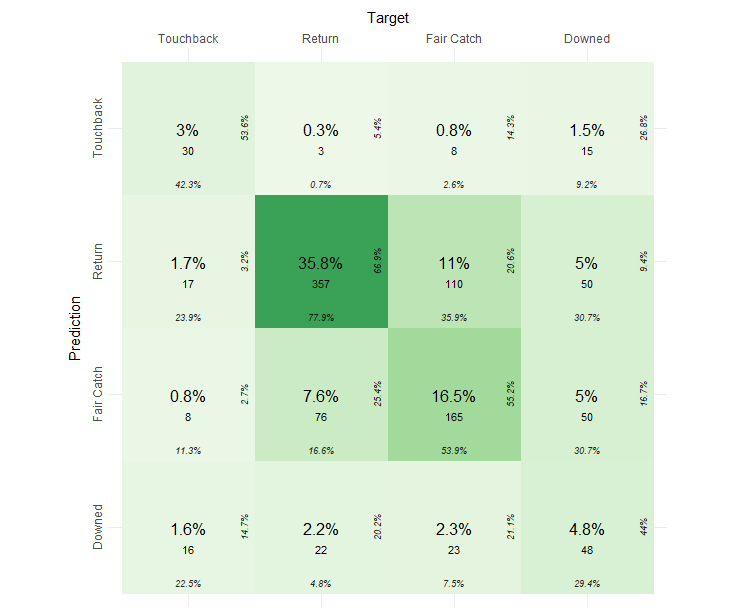 Target
Touchback Return Fair Catch Downed
Prediction
Touchback
3% 53.6% 0.3% 5.4% 0.8% 14.3% 1.5% 26.8%
30 3 8 15
42.3% 0.7% 2.6% 9.2%
Return
1.7% 3.2% 35.8% 66.9% 11% 20.6% 5% 9.4%
17 357 110 50
23.9% 77.9% 35.9% 30.7%
Fair Catch
0.8% 2.7% 7.6% 25.4% 16.5% 55.2% 5% 16.7%
8 76 165 50
11.3% 16.6% 53.9% 30.7%
Downed
1.6% 14.7% 2.2% 20.2% 2.3% 21.1% 4.8% 44%
16 22 23 48
22.5% 4.8% 7.5% 29.4%